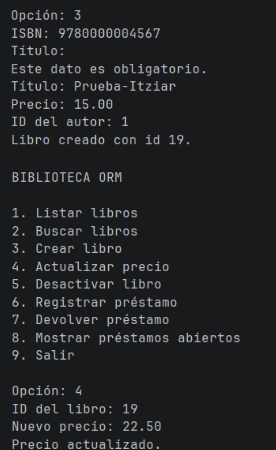 Opción: 3
ISBN: 9780000004567
Título:
Este dato es obligatorio.
Título: Prueba-Itziar
Precio: 15.00
ID del autor: 1
Libro creado con id 19.
BIBLIOTECA ORM
1. Listar libros
2. Buscar libros
3. Crear libro
4. Actualizar precio
5. Desactivar libro
6. Registrar préstamo
7. Devolver préstamo
8. Mostrar préstamos abiertos
9. Salir
Opción: 4
ID del libro: 19
Nuevo precio: 22.50
Precio actualizado.